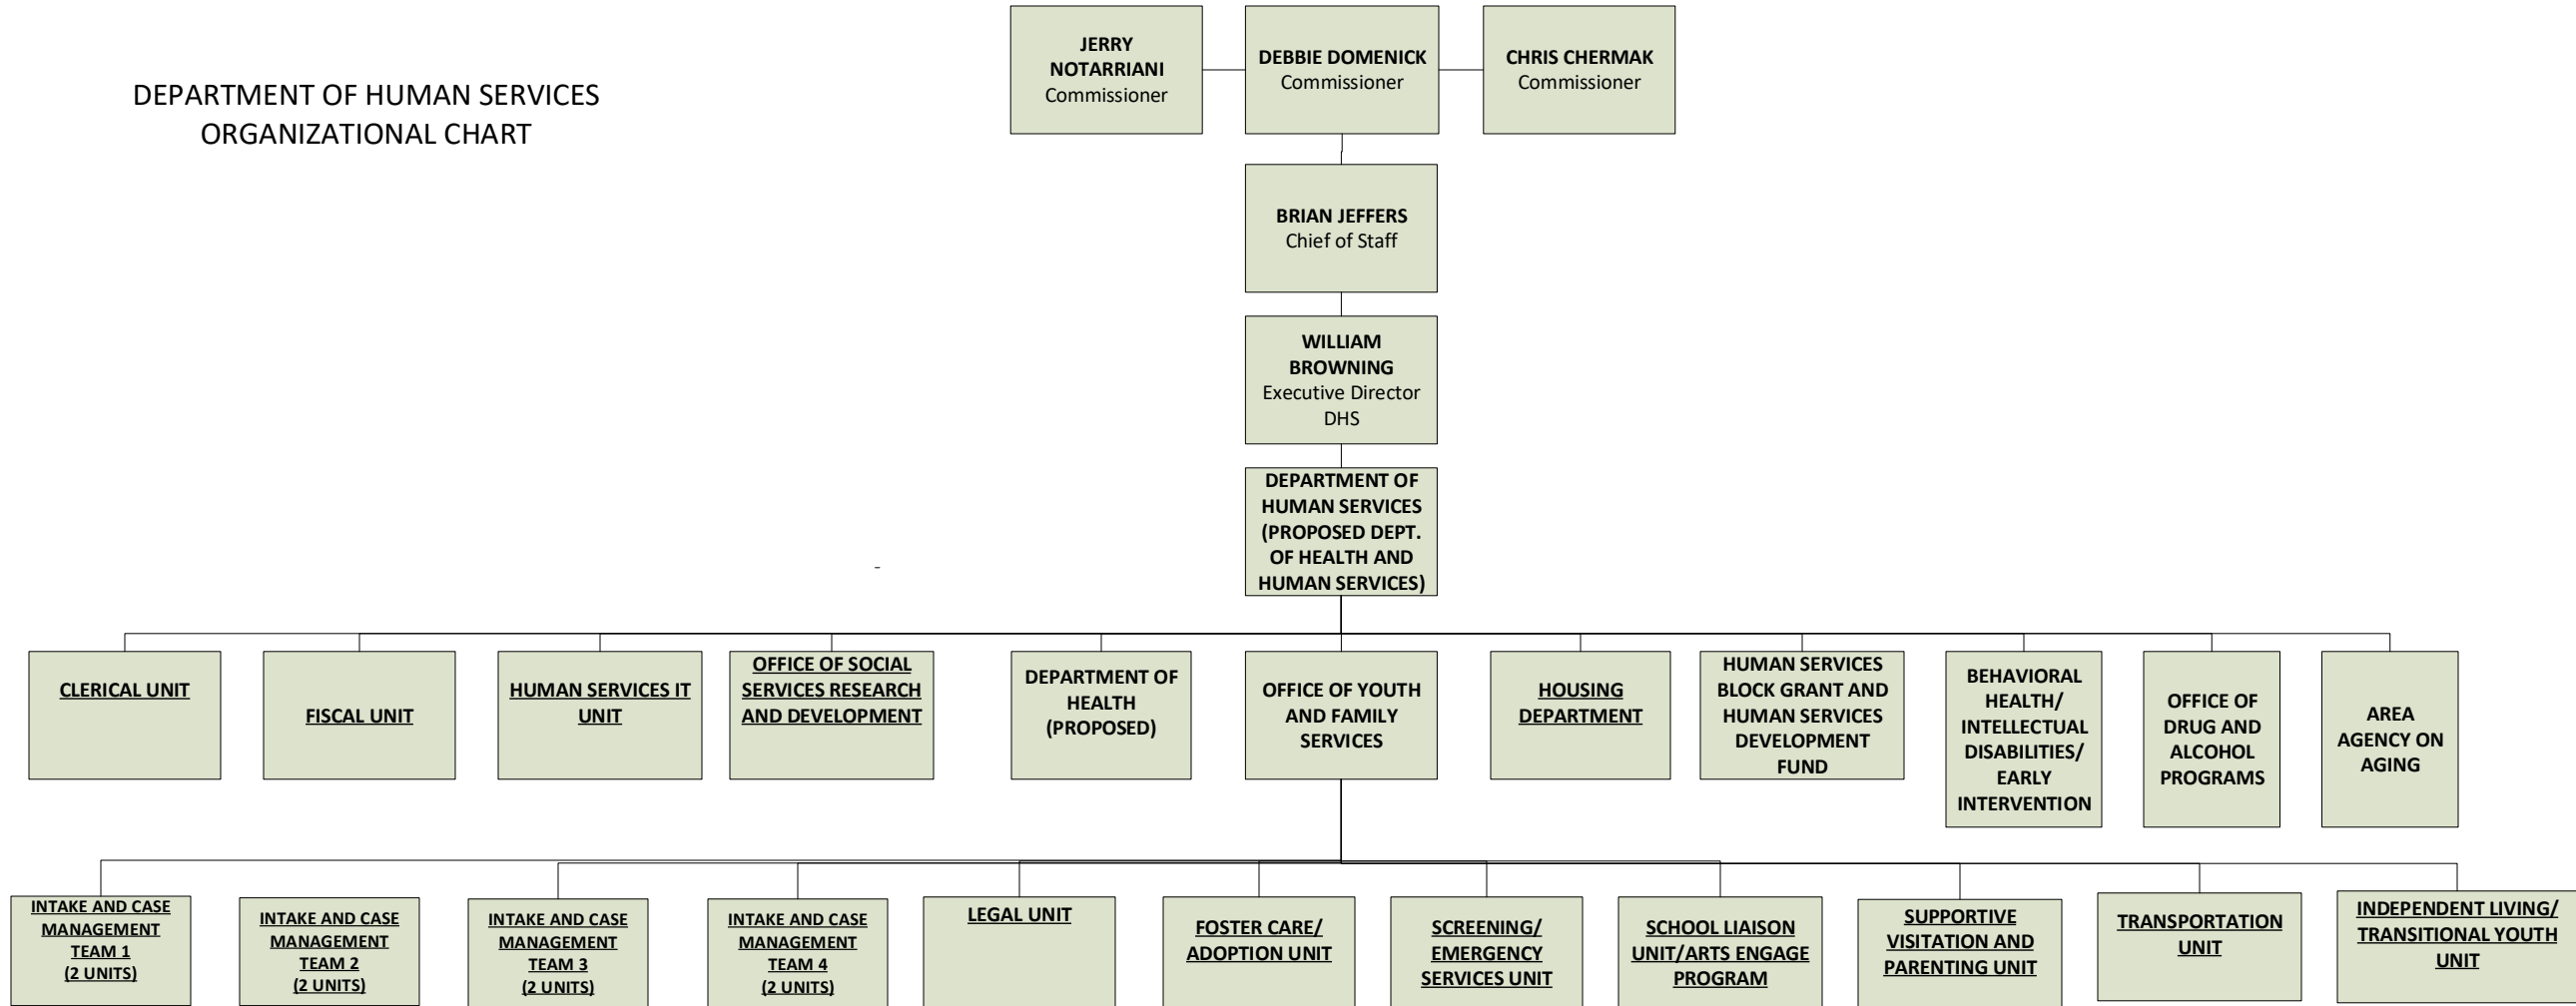 DEPARTMENT OF HUMAN SERVICES
ORGANIZATIONAL CHART
JERRY
NOTARRIANI
Commissioner
DEBBIE DOMENICK
Commissioner
CHRIS CHERMAK
Commissioner
BRIAN JEFFERS
Chief of Staff
WILLIAM
BROWNING
Executive Director
DHS
DEPARTMENT OF
HUMAN SERVICES
(PROPOSED DEPT.
OF HEALTH AND
HUMAN SERVICES)
-
CLERICAL UNIT
FISCAL UNIT
HUMAN SERVICES IT
UNIT
OFFICE OF SOCIAL
SERVICES RESEARCH
AND DEVELOPMENT
DEPARTMENT OF
HEALTH
(PROPOSED)
OFFICE OF YOUTH
AND FAMILY
SERVICES
HOUSING
DEPARTMENT
HUMAN SERVICES
BLOCK GRANT AND
HUMAN SERVICES
DEVELOPMENT
FUND
BEHAVIORAL
HEALTH/
INTELLECTUAL
DISABILITIES/
EARLY
INTERVENTION
OFFICE OF
DRUG AND
ALCOHOL
PROGRAMS
AREA
AGENCY ON
AGING
INTAKE AND CASE
MANAGEMENT
TEAM 1
(2 UNITS)
INTAKE AND CASE
MANAGEMENT
TEAM 2
(2 UNITS)
INTAKE AND CASE
MANAGEMENT
TEAM 3
(2 UNITS)
INTAKE AND CASE
MANAGEMENT
TEAM 4
(2 UNITS)
LEGAL UNIT
FOSTER CARE/
ADOPTION UNIT
SCREENING/
EMERGENCY
SERVICES UNIT
SCHOOL LIAISON
UNIT/ARTS ENGAGE
PROGRAM
SUPPORTIVE
VISITATION AND
PARENTING UNIT
TRANSPORTATION
UNIT
INDEPENDENT LIVING/
TRANSITIONAL YOUTH
UNIT